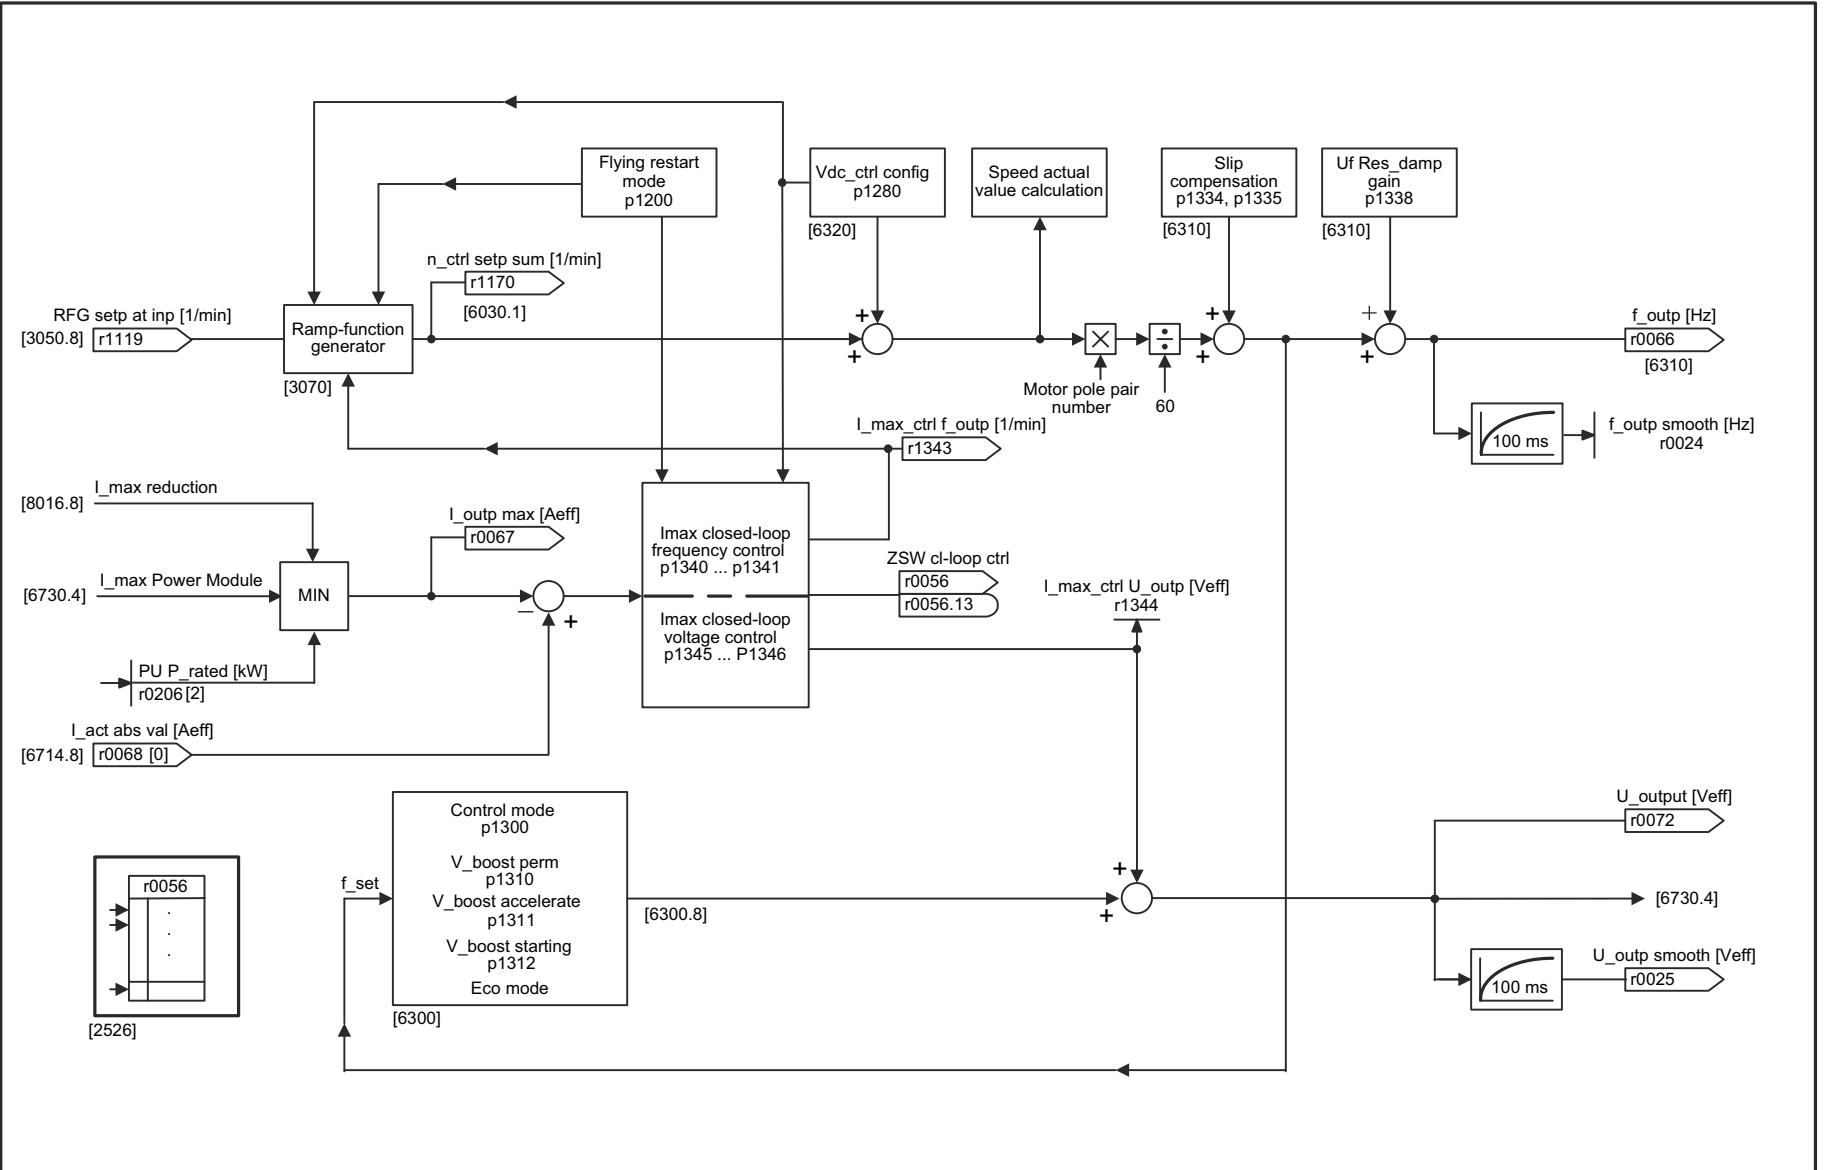 Flying restart
mode
p1200
Vdc_ctrl config
p1280
[6320]
Speed actual
value calculation
Slip
compensation
p1334, p1335
[6310]
Uf Res_damp
gain
p1338
[6310]
n_ctrl setp sum [1/min]
r1170
[6030.1]
RFG setp at inp [1/min]
[3050.8]
r1119
Ramp-function
generator
[3070]
+
+
Motor pole pair
number
×
÷
60
+
+
+
+
f_outp [Hz]
r0066
[6310]
100 ms
f_outp smooth [Hz]
r0024
I_max_ctrl f_outp [1/min]
r1343
I_max reduction
[8016.8]
I_max Power Module
[6730.4]
MIN
PU P_rated [kW]
r0206 [2]
I_act abs val [Aeff]
[6714.8]
r0068 [0]
I_outp max [Aeff]
r0067
−
+
Imax closed-loop
frequency control
p1340 ... p1341
Imax closed-loop
voltage control
p1345 ... P1346
ZSW cl-loop ctrl
r0056
r0056.13
I_max_ctrl U_outp [Veff]
r1344
Control mode
p1300
V_boost perm
p1310
V_boost accelerate
p1311
V_boost starting
p1312
Eco mode
[6300]
f_set
[6300.8]
+
+
U_output [Veff]
r0072
[6730.4]
100 ms
U_outp smooth [Veff]
r0025
r0056
.
.
.
[2526]